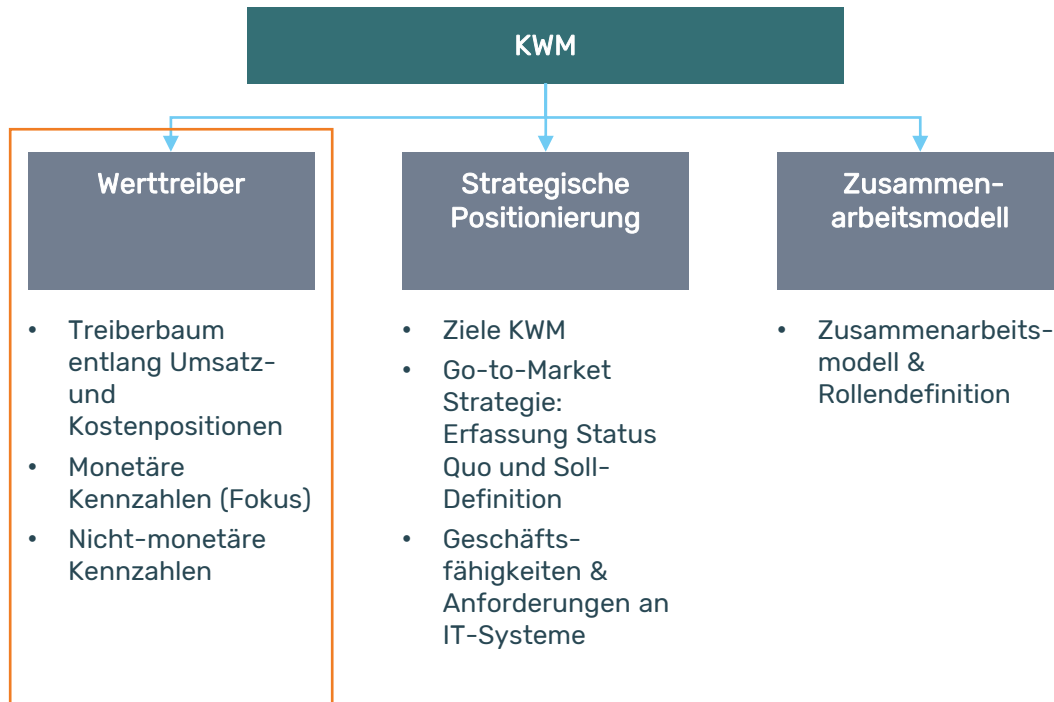 KWM
Werttreiber
• Treiberbaum
entlang Umsatz-
und
Kostenpositionen
• Monetäre
Kennzahlen (Fokus)
• Nicht-monetäre
Kennzahlen
Strategische
Positionierung
• Ziele KWM
• Go-to-Market
Strategie:
Erfassung Status
Quo und Soll-
Definition
• Geschäfts-
fähigkeiten &
Anforderungen an
IT-Systeme
Zusammen-
arbeitsmodell
• Zusammenarbeits-
modell &
Rollendefinition